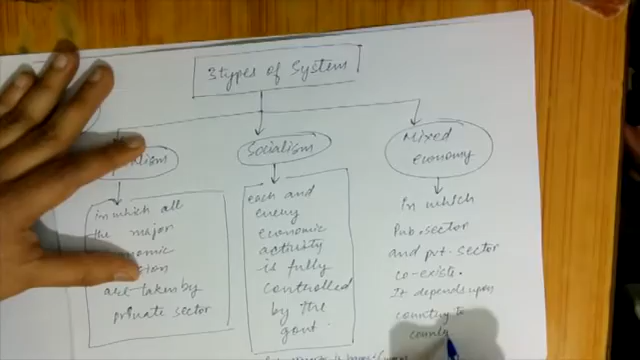 3types of System
Socialism
Mixed
economy
in which all
the major
are taken by
private sector
each and
every
economic
activity
is fully
controlled
by the
govt.
in which
Pub. sector
and pvt. sector
co-exists.
It depends upon
country to